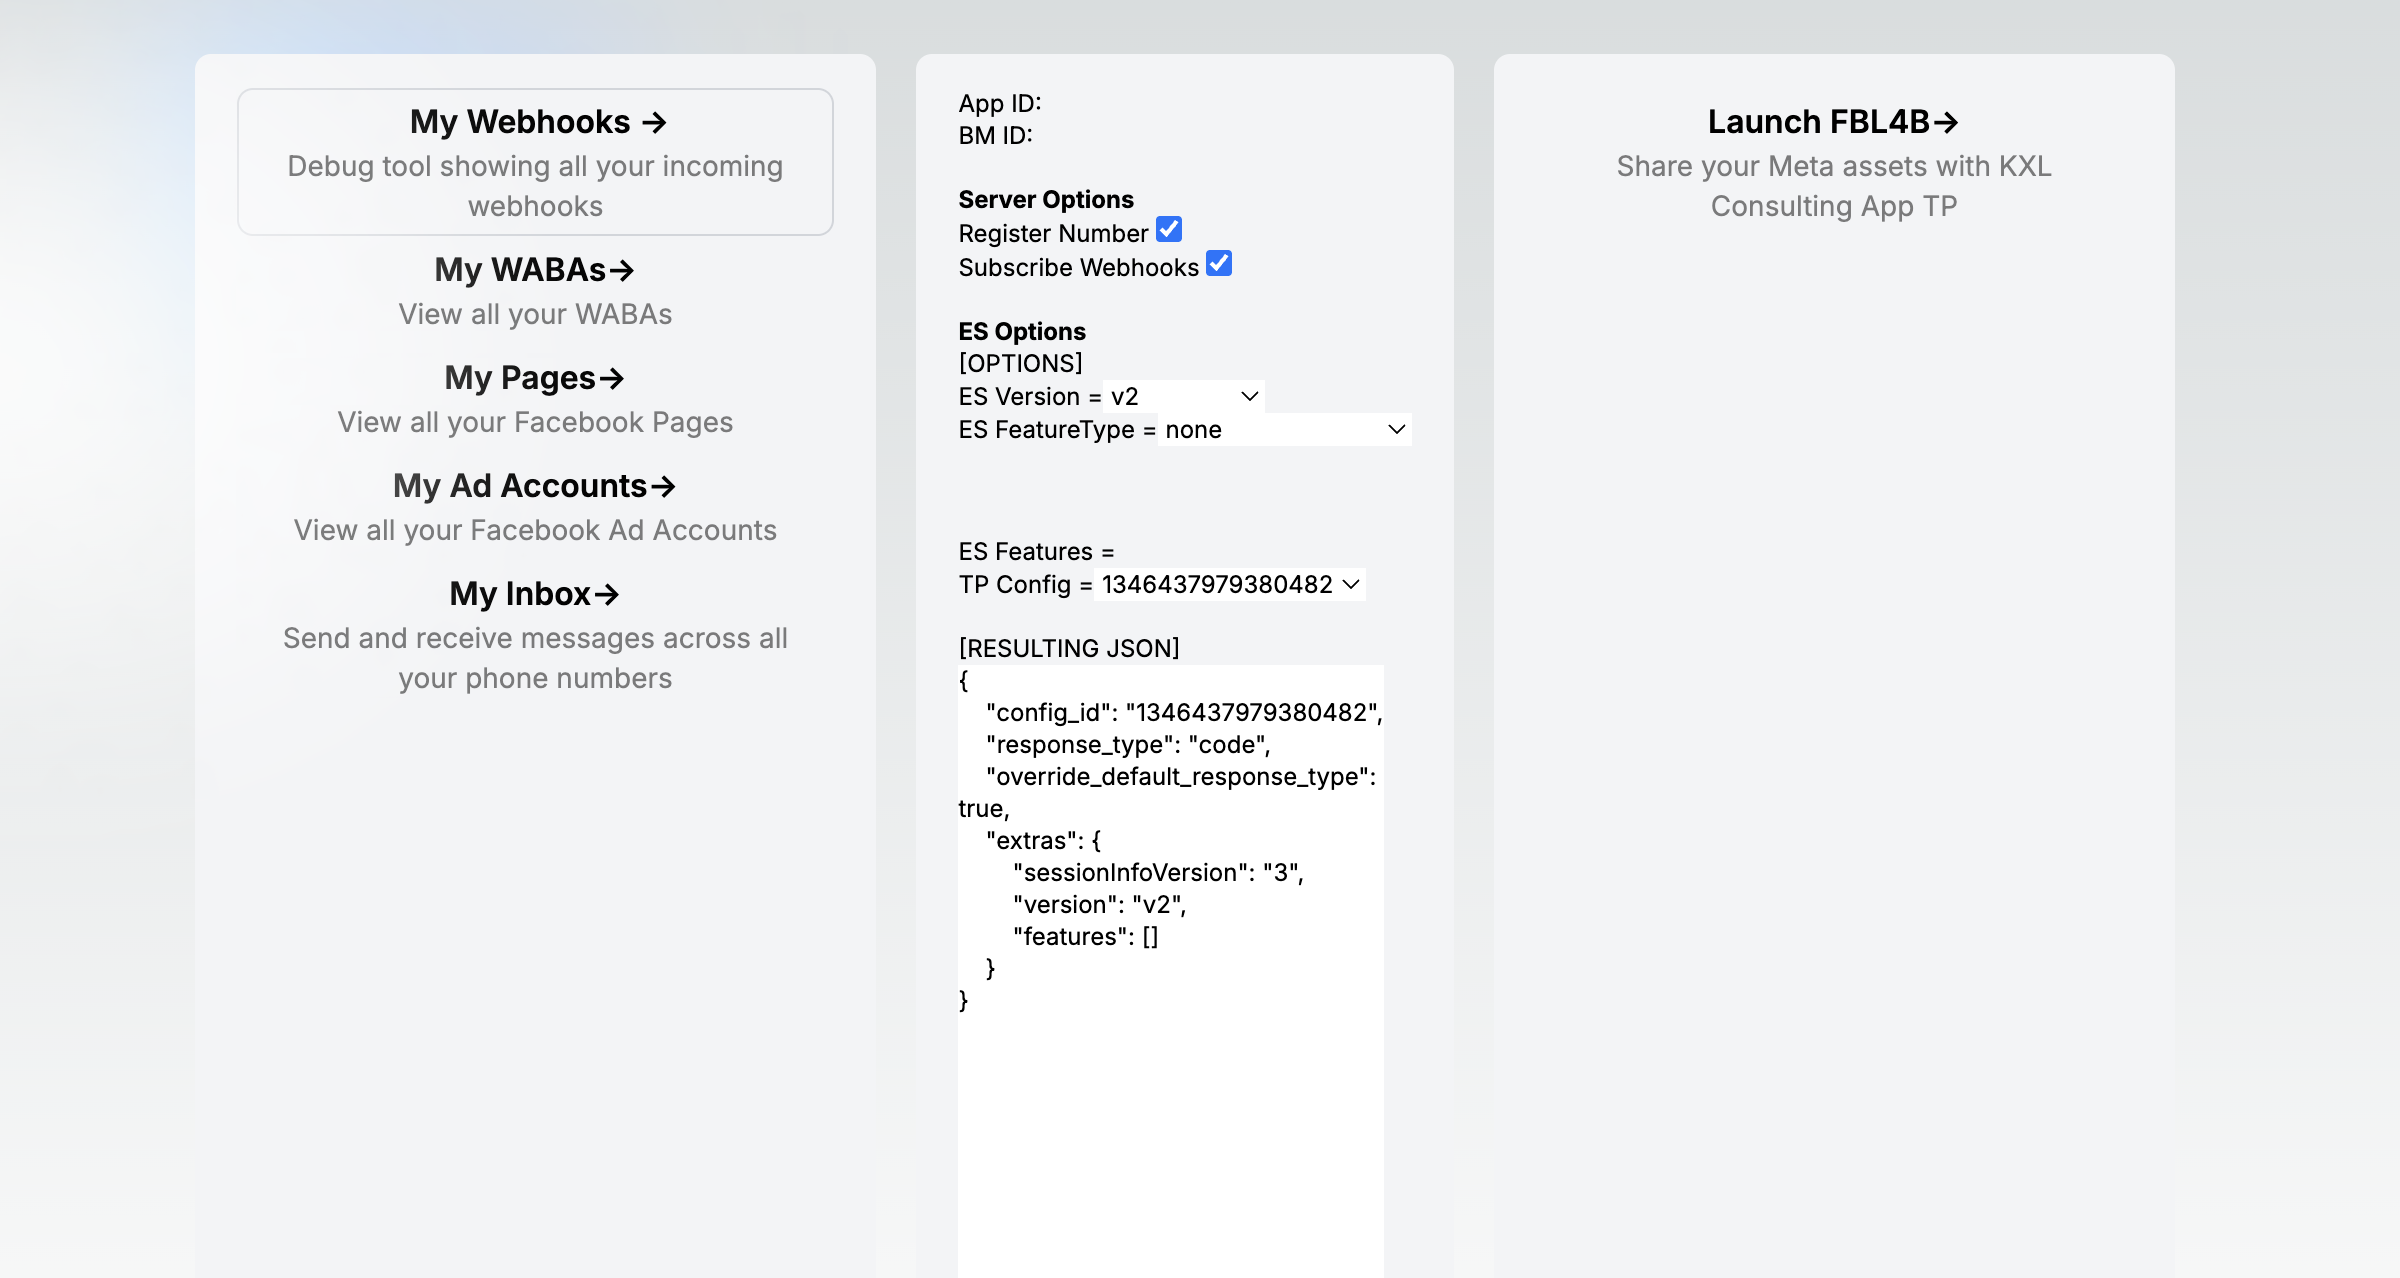 My Webhooks →
Debug tool showing all your incoming
webhooks
My WABAs→
View all your WABAs
My Pages→
View all your Facebook Pages
My Ad Accounts→
View all your Facebook Ad Accounts
My Inbox→
Send and receive messages across all
your phone numbers
App ID:
BM ID:
Server Options
Register Number
Subscribe Webhooks
ES Options
[OPTIONS]
ES Version = v2
ES FeatureType = none
ES Features =
TP Config = 1346437979380482
[RESULTING JSON]
{
"config_id": "1346437979380482",
"response_type": "code",
"override_default_response_type":
true,
"extras": {
"sessionInfoVersion": "3",
"version": "v2",
"features": []
}
}
Launch FBL4B→
Share your Meta assets with KXL
Consulting App TP